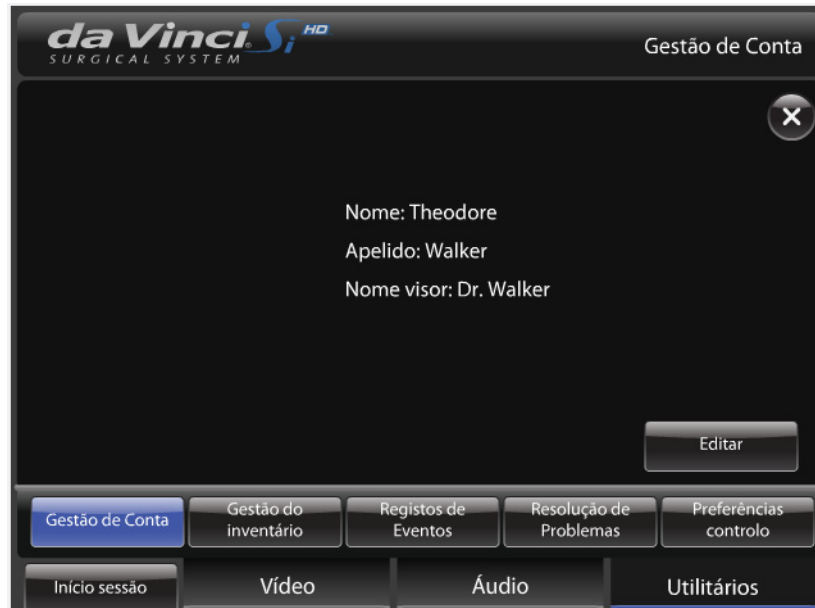 da Vinci. Si HD
SURGICAL SYSTEM
Gestão de Conta
Nome: Theodore
Apelido: Walker
Nome visor: Dr. Walker
Editar
Gestão de Conta
Gestão do
inventário
Registos de
Eventos
Resolução de
Problemas
Preferências
controlo
Início sessão
Vídeo
Áudio
Utilitários